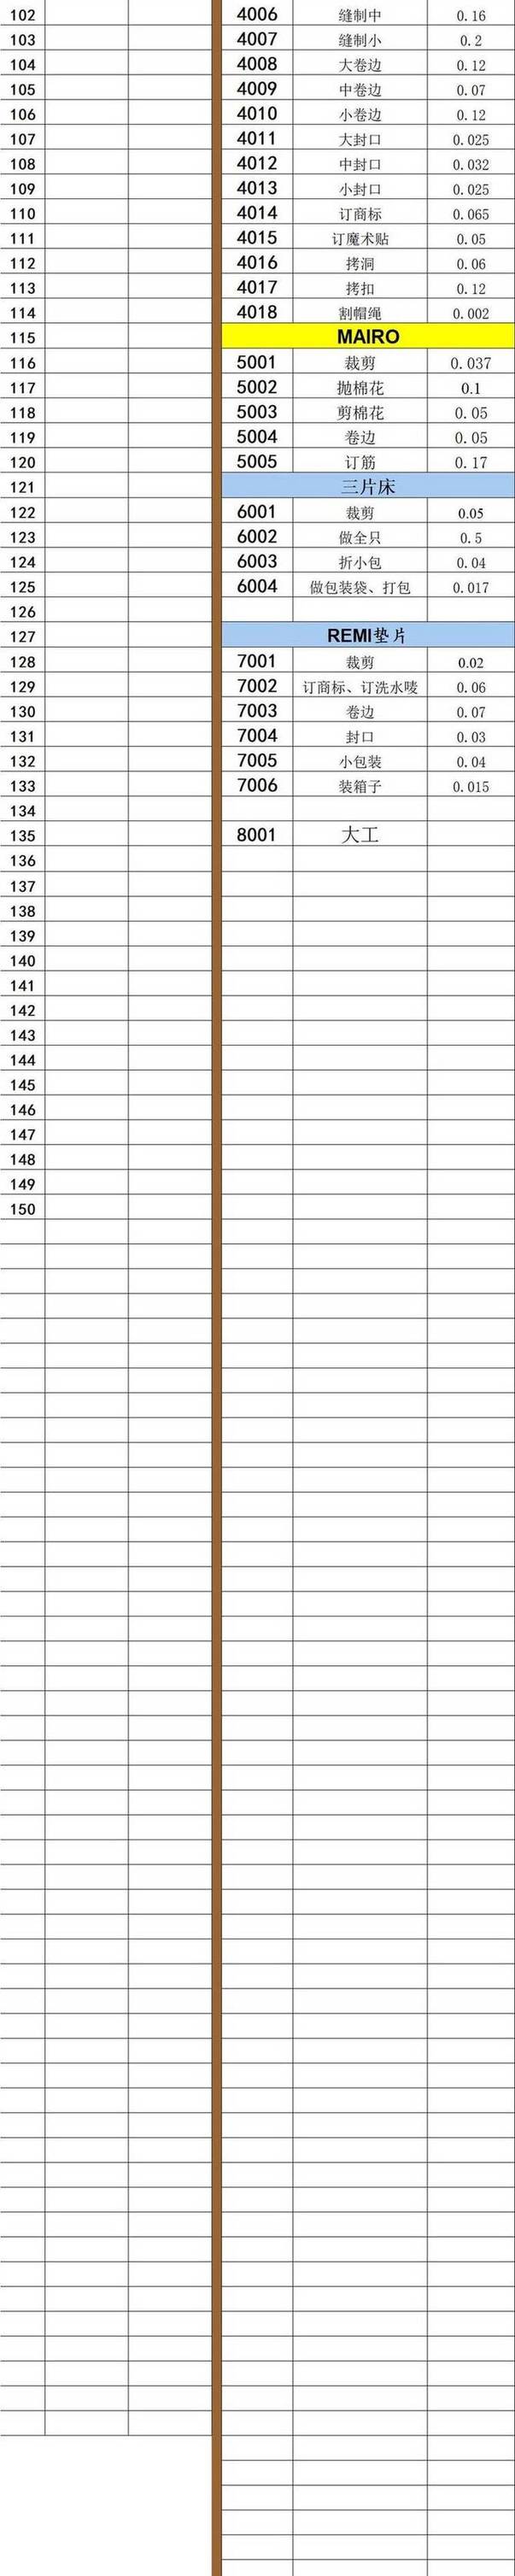 102 4006 缝制中 0.16
103 4007 缝制小 0.2
104 4008 大卷边 0.12
105 4009 中卷边 0.07
106 4010 小卷边 0.12
107 4011 大封口 0.025
108 4012 中封口 0.032
109 4013 小封口 0.025
110 4014 订商标 0.065
111 4015 订魔术贴 0.05
112 4016 拷洞 0.06
113 4017 拷扣 0.12
114 4018 割帽绳 0.002
115 MAIRO
116 5001 裁剪 0.037
117 5002 抛棉花 0.1
118 5003 剪棉花 0.05
119 5004 卷边 0.05
120 5005 订筋 0.17
121 三片床
122 6001 裁剪 0.05
123 6002 做全只 0.5
124 6003 折小包 0.04
125 6004 做包装袋、打包 0.017
126
127 REMI垫片
128 7001 裁剪 0.02
129 7002 订商标、订洗水唛 0.06
130 7003 卷边 0.07
131 7004 封口 0.03
132 7005 小包装 0.04
133 7006 装箱子 0.015
134
135 8001 大工
136
137
138
139
140
141
142
143
144
145
146
147
148
149
150